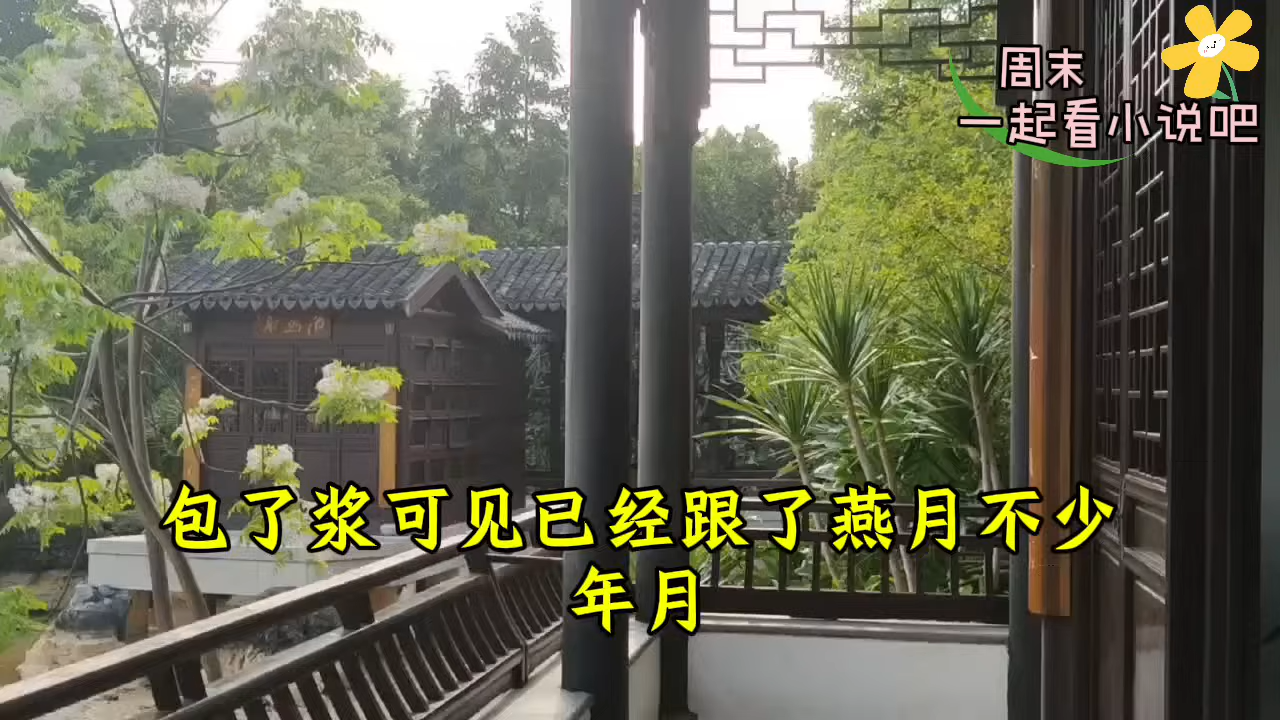 周末
一起看小说吧
包了浆可见已经跟了燕月不少
年月